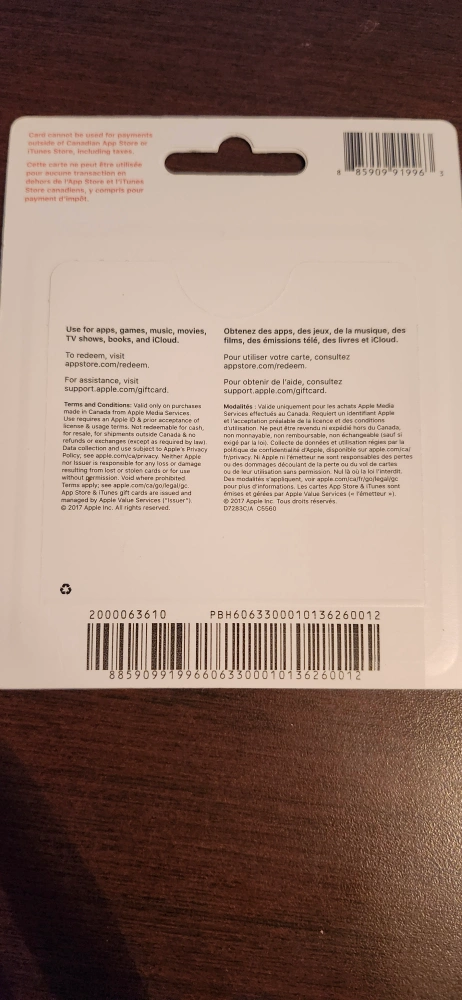 Card cannot be used for payments
outside of Canadian App Store or
iTunes Store, including taxes.
Cette carte ne peut être utilisée
pour aucune transaction en
dehors de l'App Store et l'iTunes
Store canadiens, y compris pour
payment d'impôt.
8 85909 91996 3
Use for apps, games, music, movies,
TV shows, books, and iCloud.
To redeem, visit
appstore.com/redeem.
For assistance, visit
support.apple.com/giftcard.
Terms and Conditions: Valid only on purchases
made in Canada from Apple Media Services.
Use requires an Apple ID & prior acceptance of
license & usage terms. Not redeemable for cash,
for resale, for shipments outside Canada & no
refunds or exchanges (except as required by law).
Data collection and use subject to Apple's Privacy
Policy, see apple.com/ca/privacy. Neither Apple
nor Issuer is responsible for any loss or damage
resulting from lost or stolen cards or for use
without permission. Void where prohibited.
Terms apply; see apple.com/ca/go/legal/gc.
App Store & iTunes gift cards are issued and
managed by Apple Value Services ("Issuer").
© 2017 Apple Inc. All rights reserved.
Obtenez des apps, des jeux, de la musique, des
films, des émissions télé, des livres et iCloud.
Pour utiliser votre carte, consultez
appstore.com/redeem.
Pour obtenir de l'aide, consultez
support.apple.com/giftcard.
Modalités : Valide uniquement pour les achats Apple Media
Services effectués au Canada. Requiert un identifiant Apple
et l'acceptation préalable de la licence et des conditions
d'utilisation. Ne peut être revendu ni expédié hors du Canada,
non monnayable, non remboursable, non échangeable (sauf si
exigé par la loi). Collecte de données et utilisation régies par la
politique de confidentialité d'Apple, disponible sur apple.com/ca/
fr/privacy. Ni Apple ni l'émetteur ne sont responsables des pertes
ou des dommages découlant de la perte ou du vol de cartes
ou de leur utilisation sans permission. Nul là où la loi l'interdit.
Des modalités s'appliquent, voir apple.com/ca/fr/go/legal/gc
pour plus d'informations. Les cartes App Store & iTunes sont
émises et gérées par Apple Value Services (« l'émetteur »).
© 2017 Apple Inc. Tous droits réservés.
D7283C/A C5560
2000063610 PBH6063300010136260012
8859099199660633000101362 60012